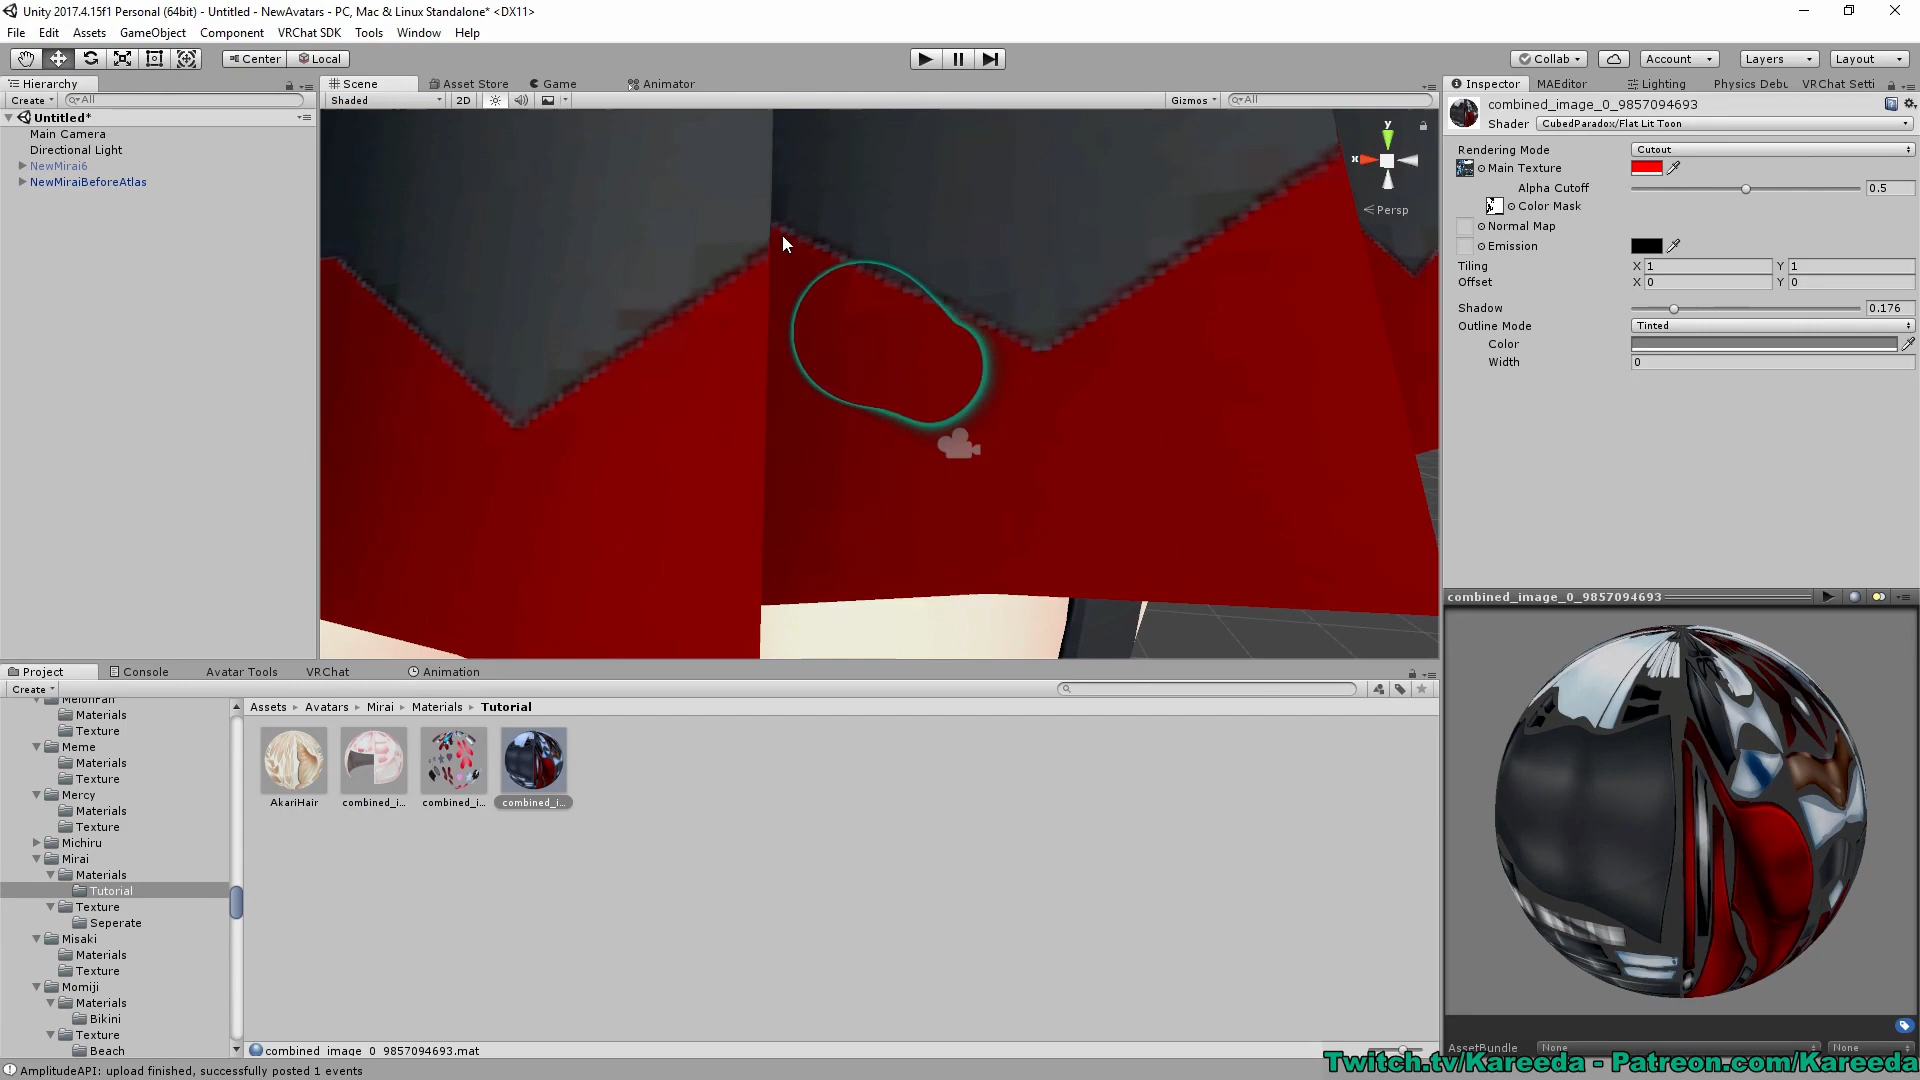 Unity 2017.4.15f1 Personal (64bit) - Untitled - NewAvatars - PC, Mac & Linux Standalone* <DX11>
File Edit Assets GameObject Component VRChat SDK Tools Window Help
Center Local Collab Account Layers Layout
Hierarchy Scene Asset Store Game Animator Inspector MAEditor Lighting Physics Debu VRChat Setti
Create All Shaded 2D Gizmos All
Untitled*
Main Camera
Directional Light
NewMirai6
NewMiraiBeforeAtlas
y
x
Persp
combined_image_0_9857094693
Shader CubedParadox/Flat Lit Toon
Rendering Mode Cutout
Main Texture
Alpha Cutoff 0.5
Color Mask
Normal Map
Emission
Tiling X 1 Y 1
Offset X 0 Y 0
Shadow 0.176
Outline Mode Tinted
Color
Width 0
combined_image_0_9857094693
Project Console Avatar Tools VRChat Animation
Create
Assets Avatars Mirai Materials Tutorial
Materials
Texture
Meme
Materials
Texture
Mercy
Materials
Texture
Michiru
Mirai
Materials
Tutorial
Texture
Seperate
Misaki
Materials
Texture
Momiji
Materials
Bikini
Texture
Beach
AkariHair combined_i... combined_i... combined_i...
combined_image_0_9857094693.mat
AssetBundle None None
AmplitudeAPI: upload finished, successfully posted 1 events
Twitch.tv/Kareeda - Patreon.com/Kareeda